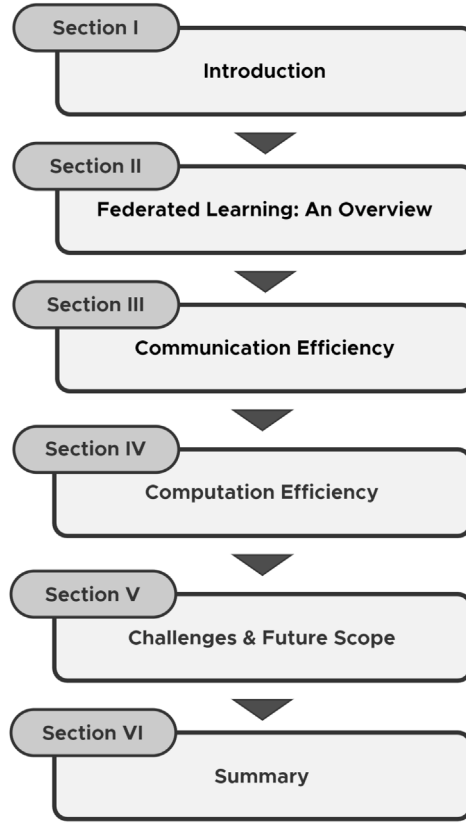 Section I
Introduction
Section II
Federated Learning: An Overview
Section III
Communication Efficiency
Section IV
Computation Efficiency
Section V
Challenges & Future Scope
Section VI
Summary